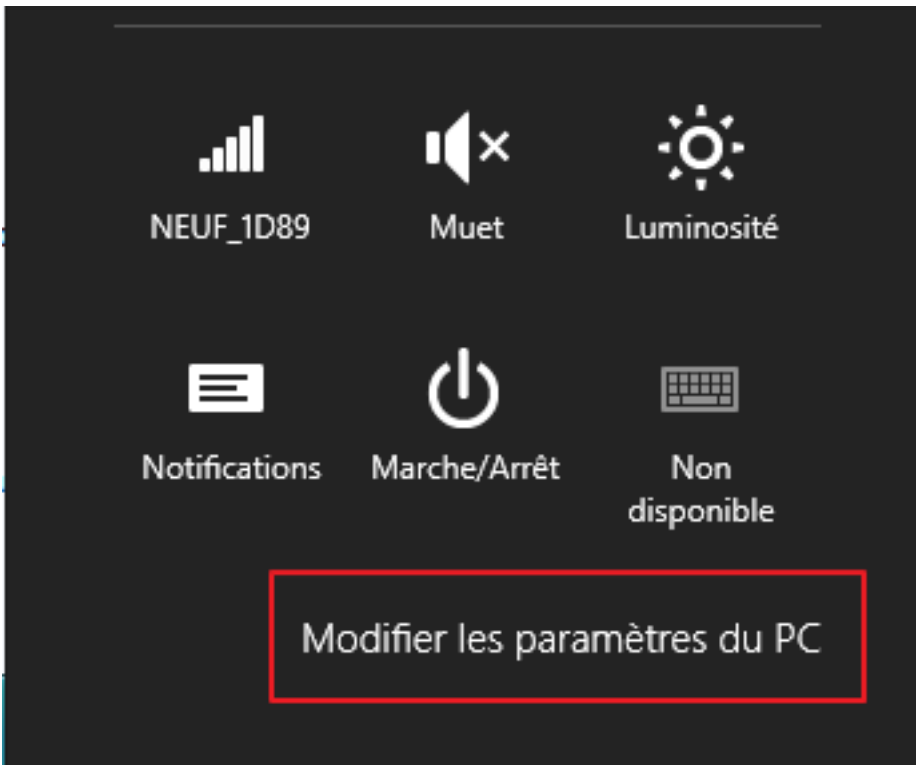 NEUF_1D89
Muet
Luminosité
Notifications
Marche/Arrêt
Non
disponible
Modifier les paramètres du PC